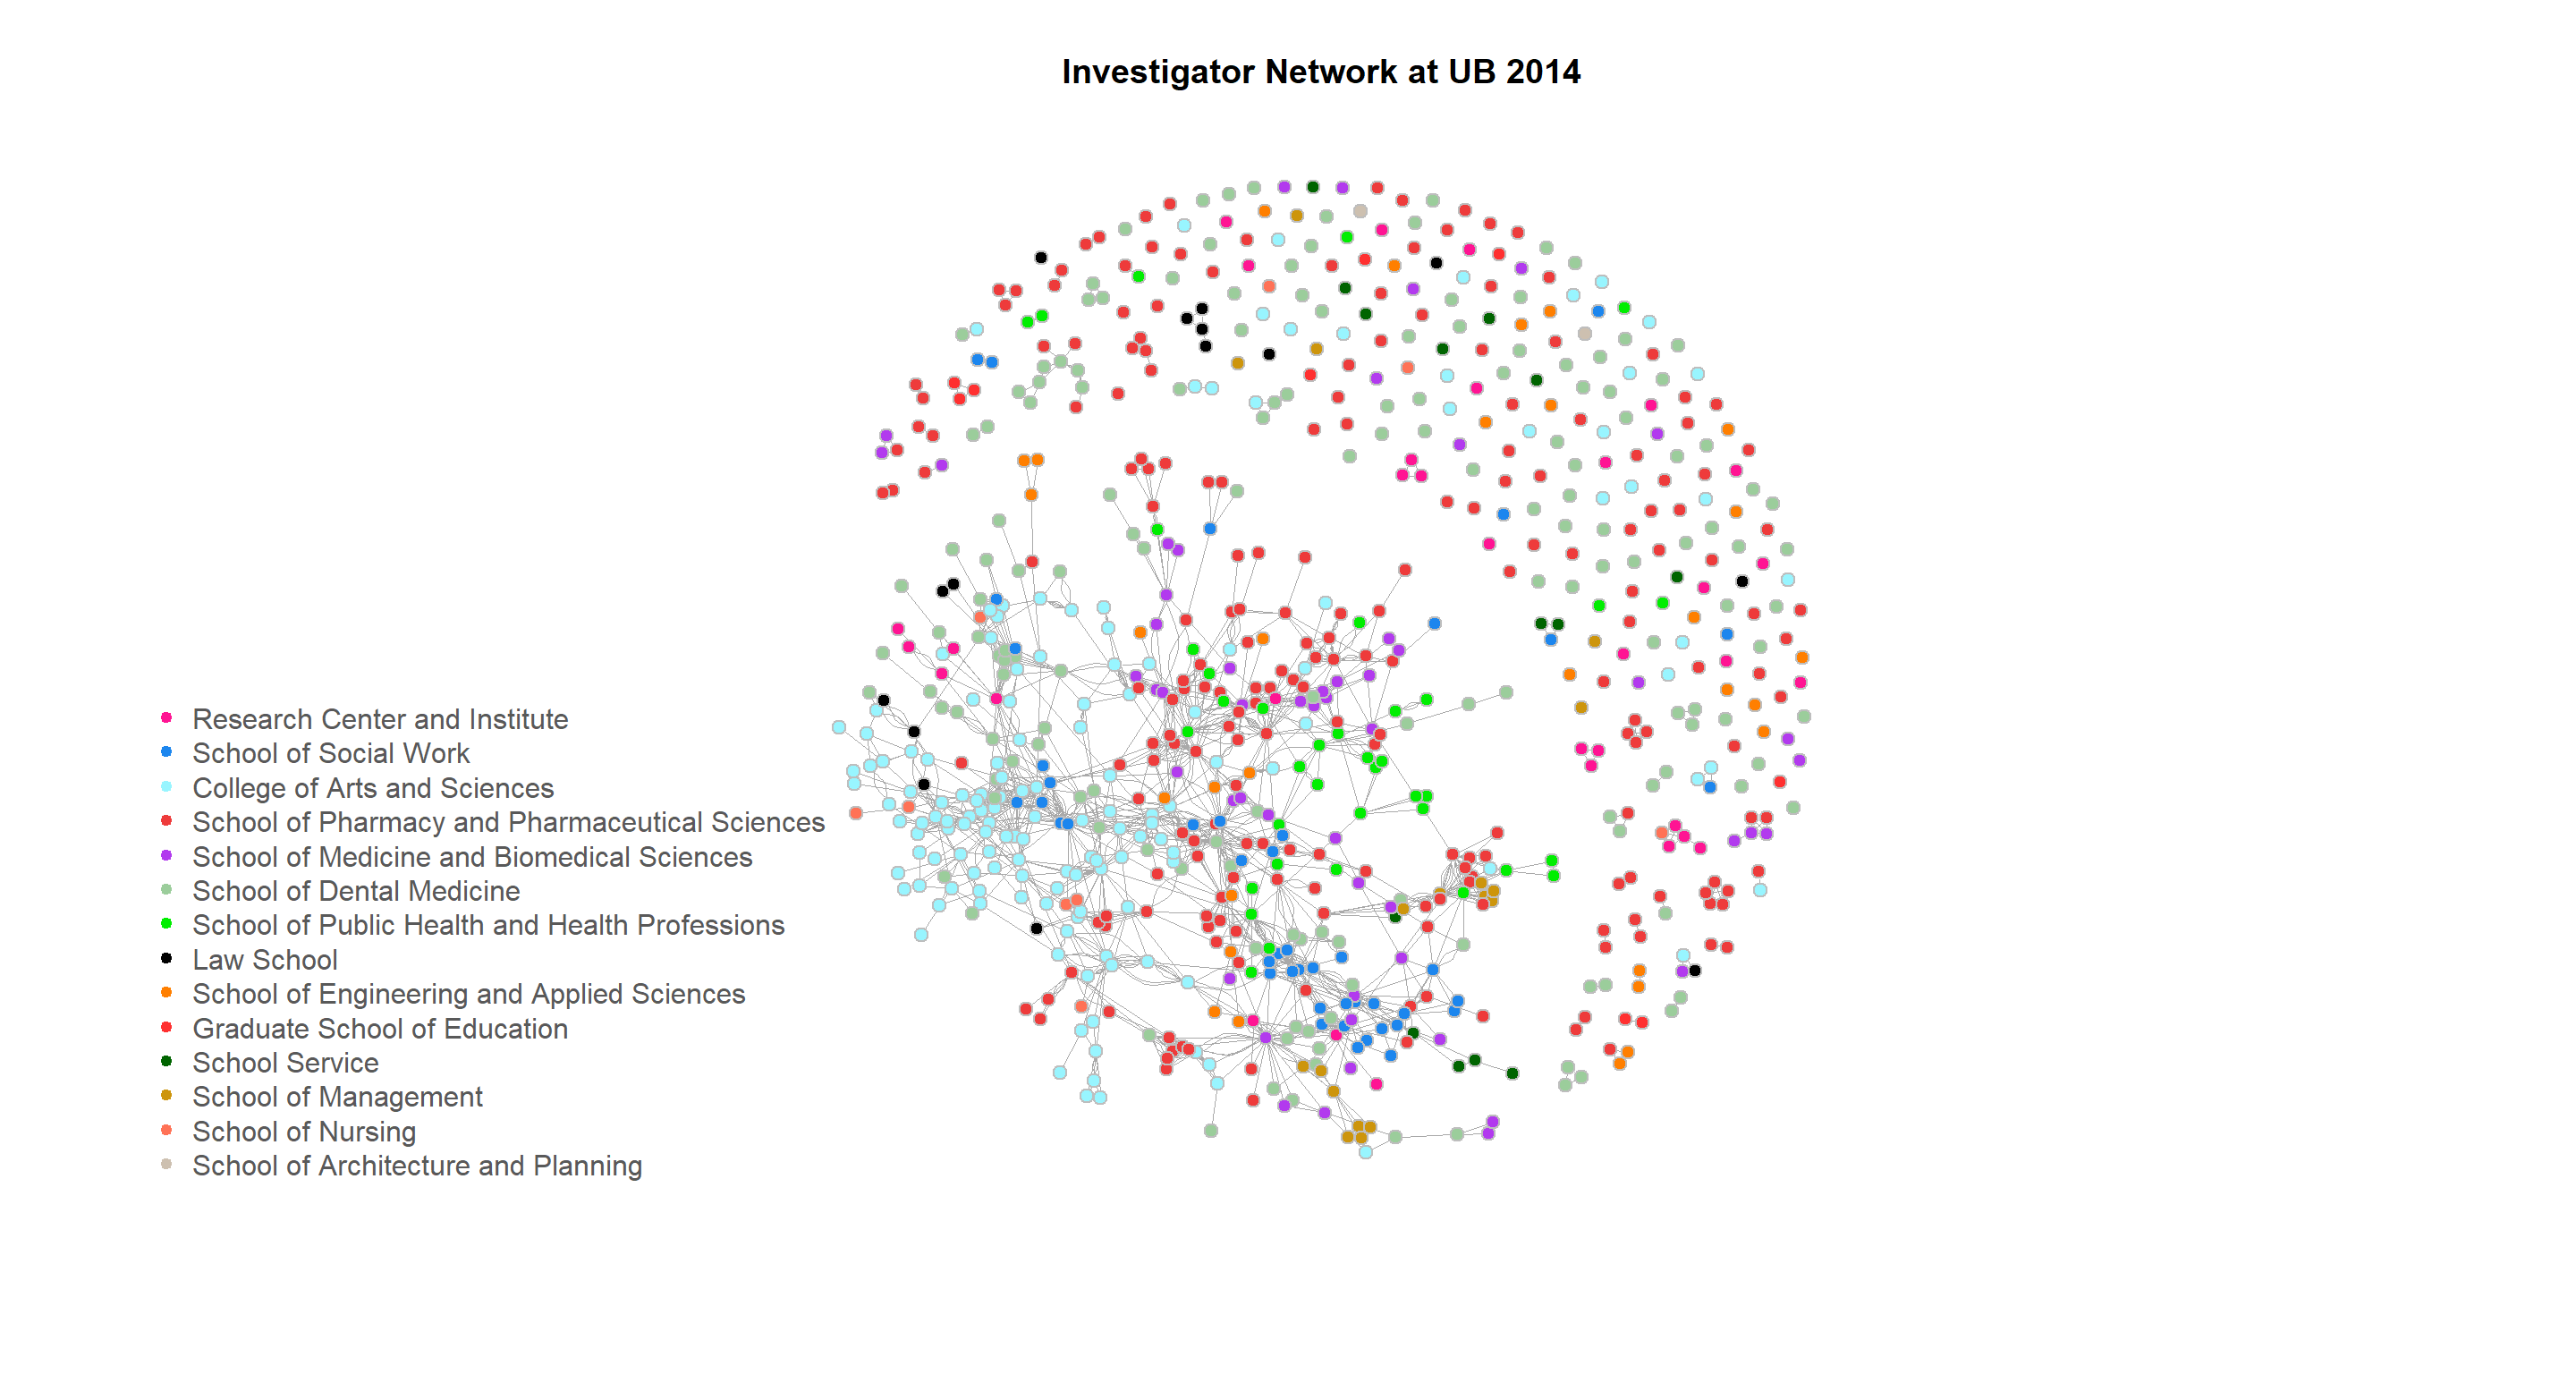 Investigator Network at UB 2014
Research Center and Institute
School of Social Work
College of Arts and Sciences
School of Pharmacy and Pharmaceutical Sciences
School of Medicine and Biomedical Sciences
School of Dental Medicine
School of Public Health and Health Professions
Law School
School of Engineering and Applied Sciences
Graduate School of Education
School Service
School of Management
School of Nursing
School of Architecture and Planning